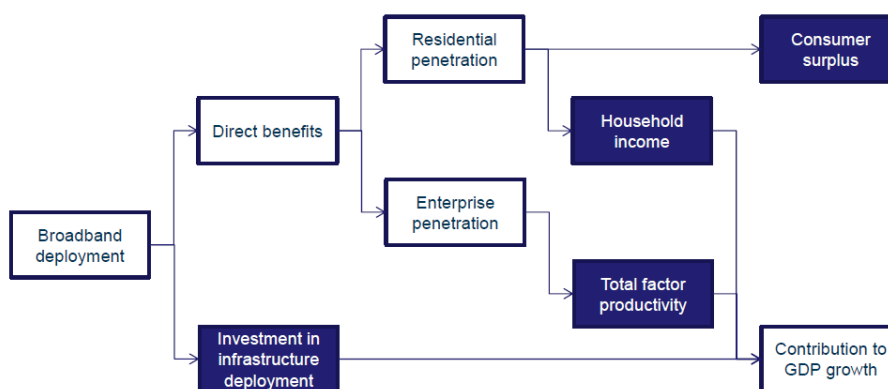 Residential
penetration
Consumer
surplus
Direct benefits
Household
income
Enterprise
penetration
Broadband
deployment
Total factor
productivity
Investment in
infrastructure
deployment
Contribution to
GDP growth